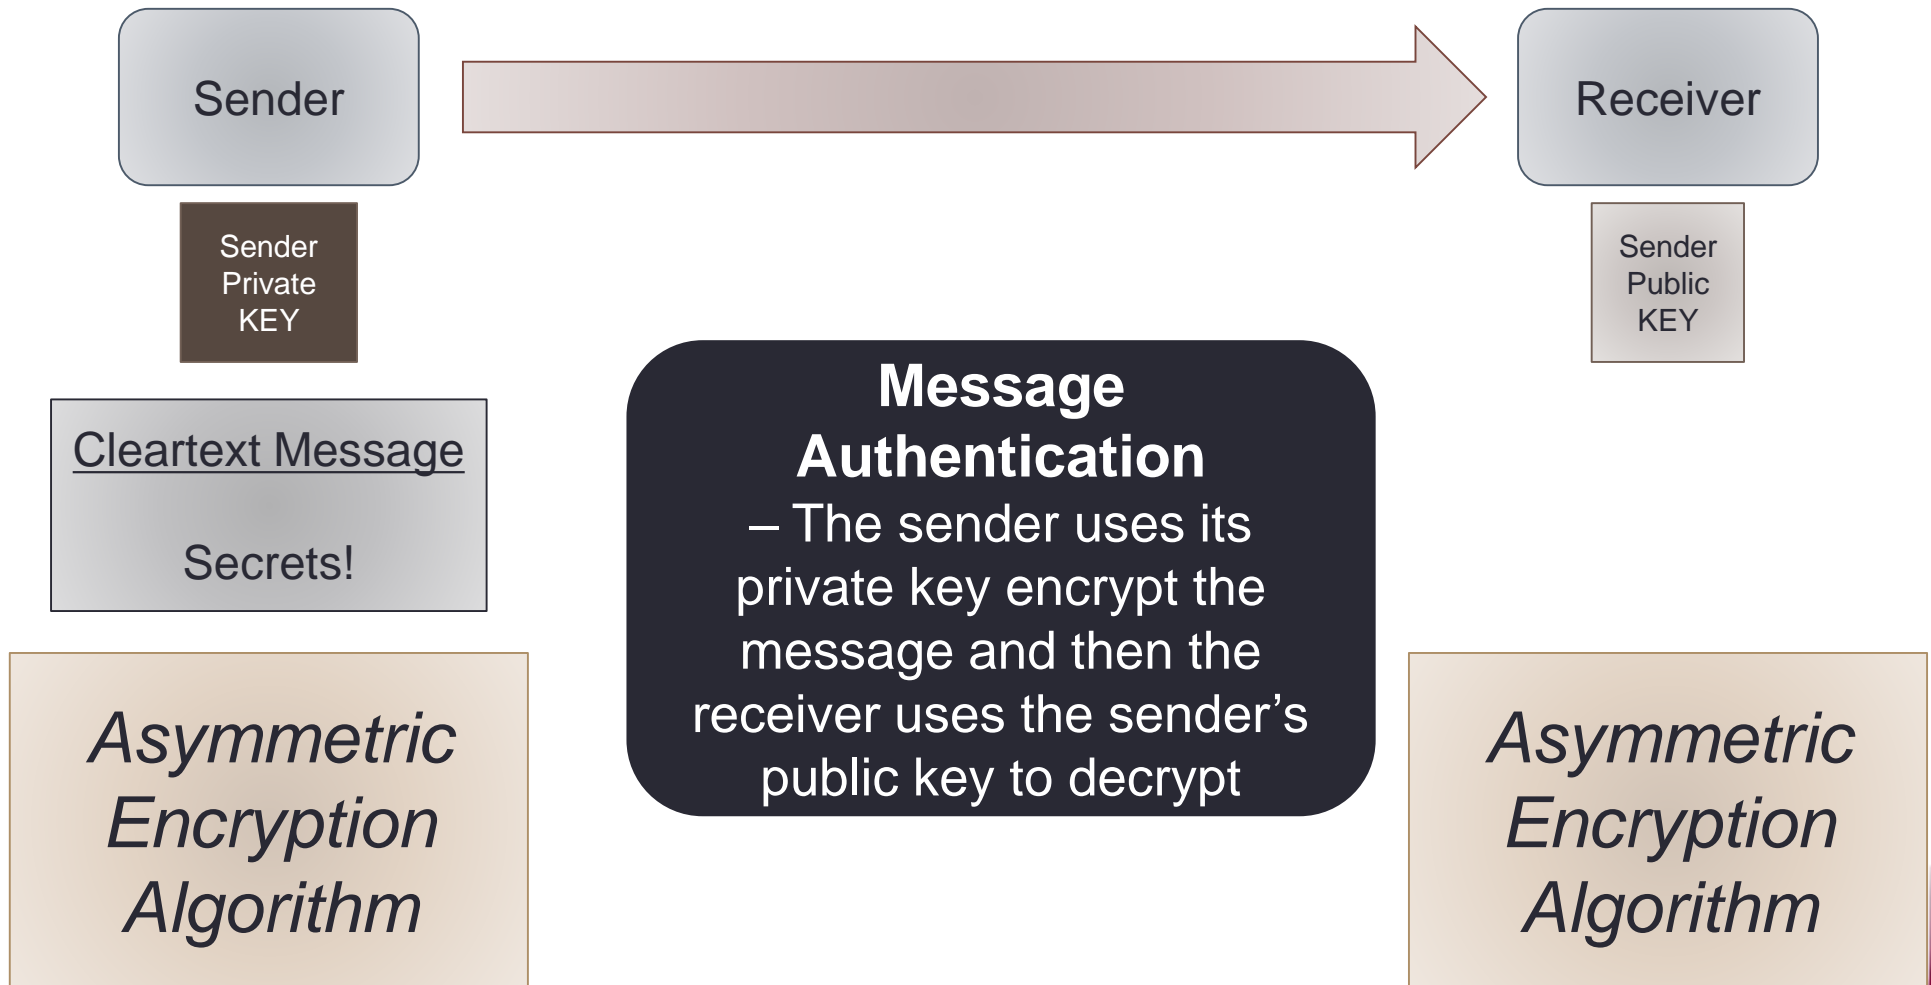 Sender
Receiver
Sender
Private
KEY
Sender
Public
KEY
Cleartext Message
Secrets!
Message
Authentication
– The sender uses its
private key encrypt the
message and then the
receiver uses the sender’s
public key to decrypt
Asymmetric
Encryption
Algorithm
Asymmetric
Encryption
Algorithm